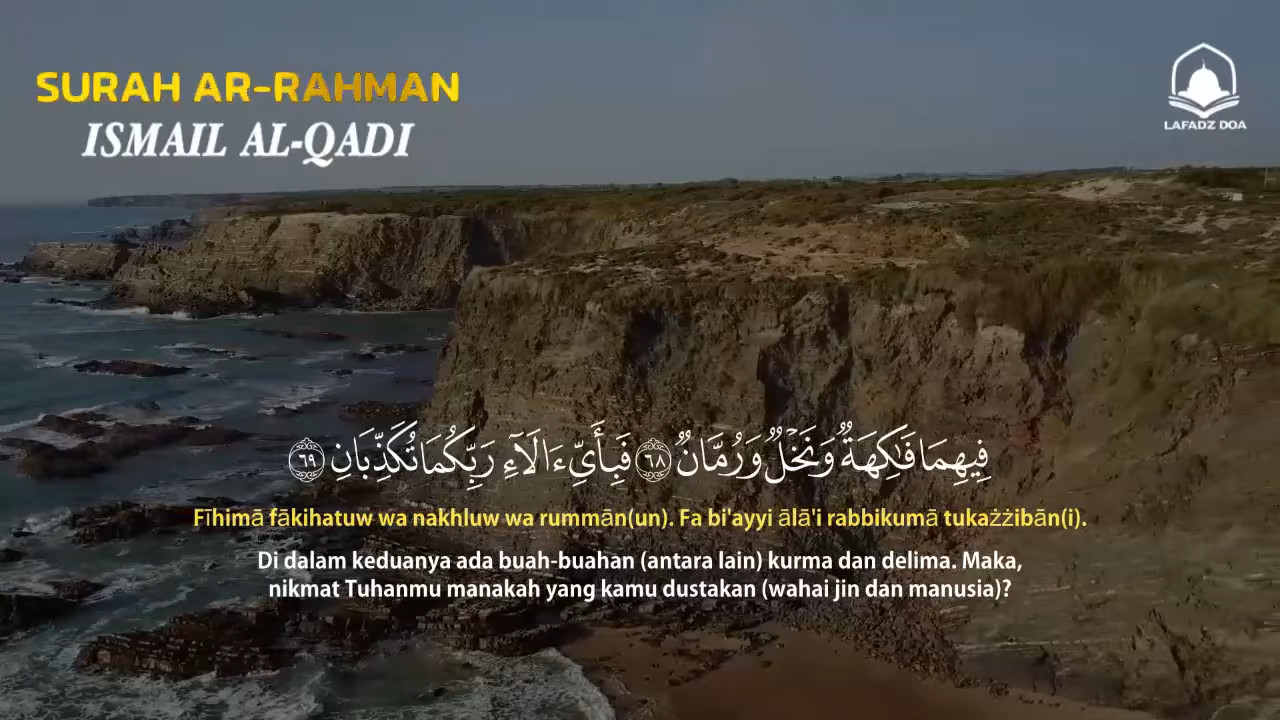 SURAH AR-RAHMAN
ISMAIL AL-QADI
LAFADZ DOA
فِيهِمَا فَاكِهَةٌ وَنَخْلٌ وَرُمَّانٌ ٦٨ فَبِأَيِّ ءَالَآءِ رَبِّكُمَا تُكَذِّبَانِ ٦٩
Fīhimā fākihatuw wa nakhluw wa rummān(un). Fa bi'ayyi ālā'i rabbikumā tukażżibān(i).
Di dalam keduanya ada buah-buahan (antara lain) kurma dan delima. Maka,
nikmat Tuhanmu manakah yang kamu dustakan (wahai jin dan manusia)?